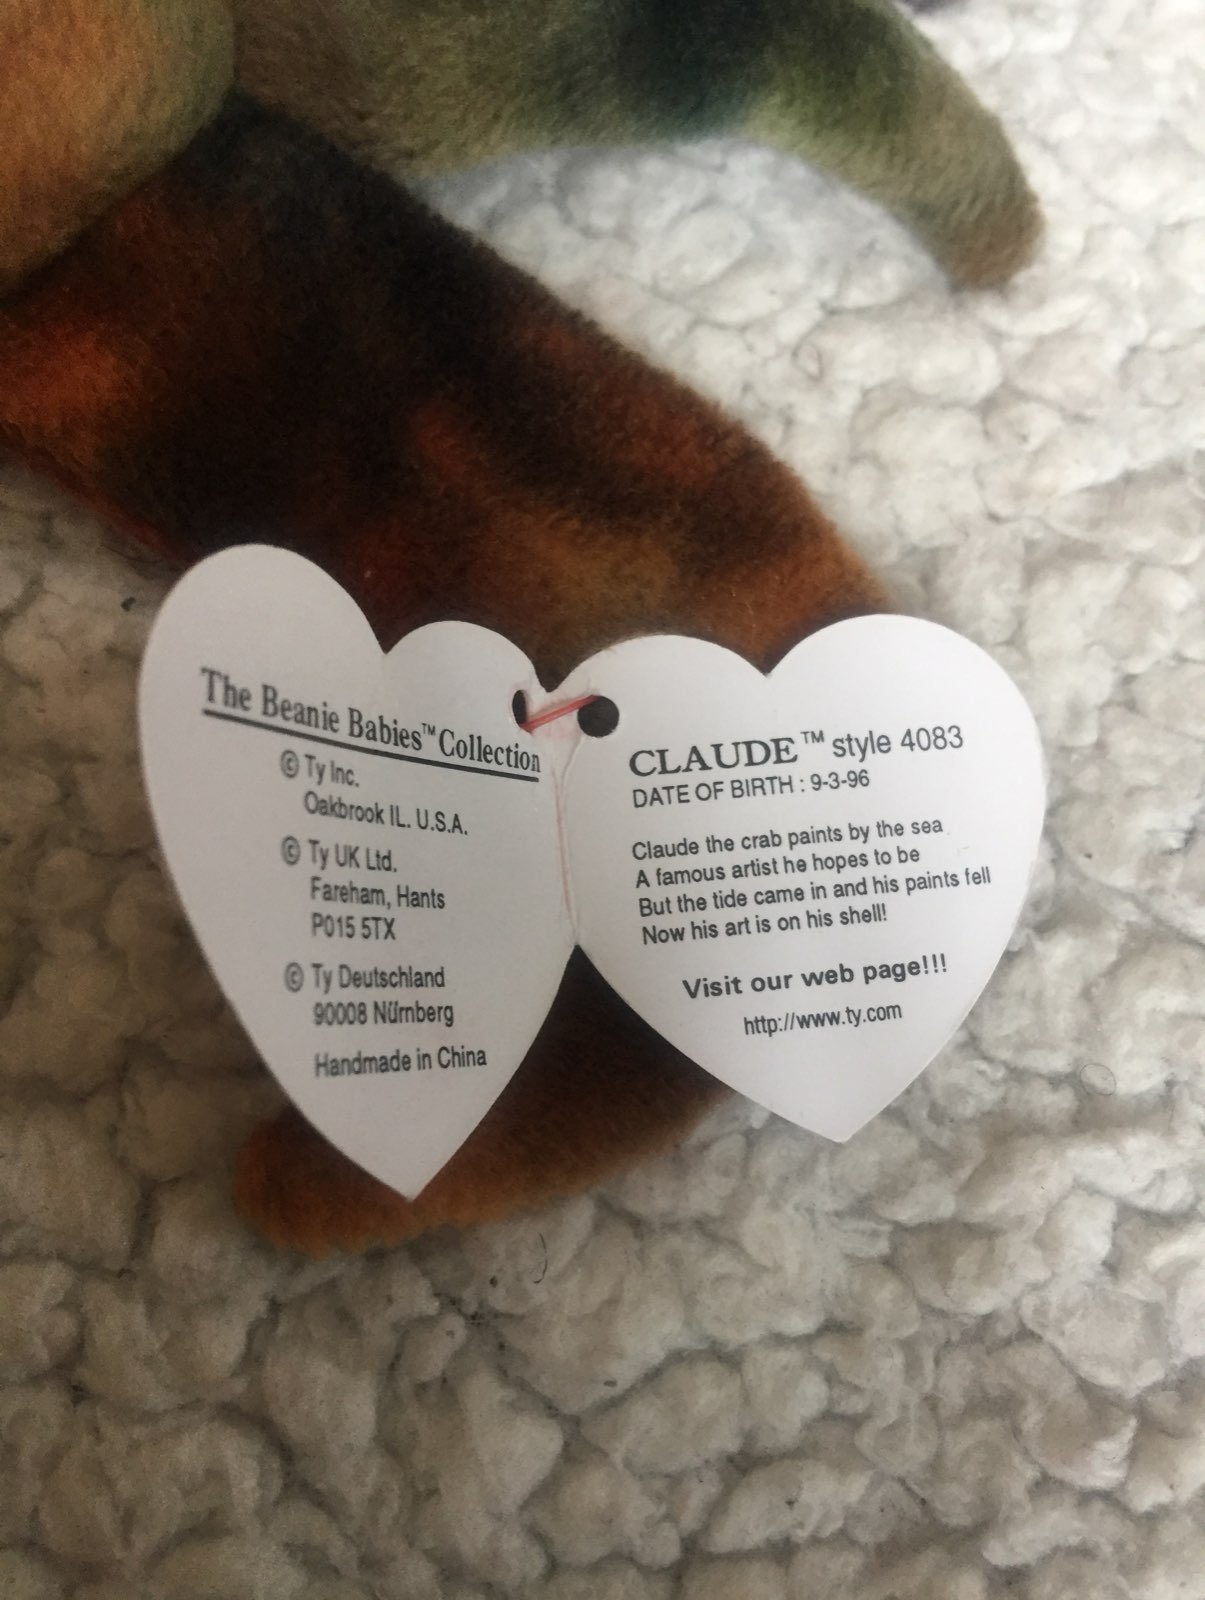 The Beanie Babies™ Collection
© Ty Inc.
Oakbrook IL. U.S.A.
© Ty UK Ltd.
Fareham, Hants
P015 5TX
© Ty Deutschland
90008 Nürnberg
Handmade in China
CLAUDE™ style 4083
DATE OF BIRTH : 9-3-96
Claude the crab paints by the sea
A famous artist he hopes to be
But the tide came in and his paints fell
Now his art is on his shell!
Visit our web page!!!
http://www.ty.com